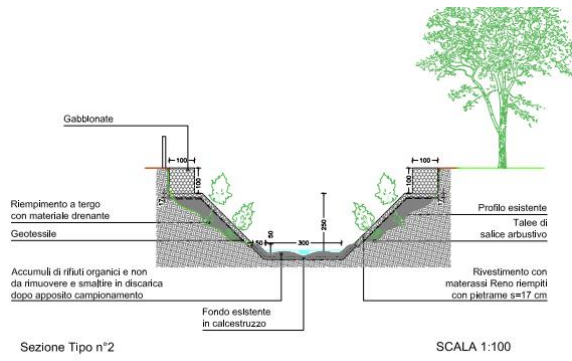 Gabbionate
100
100
100
100
17
17
Riempimento a tergo
con materiale drenante
Geotessile
Profilo esistente
Talee di
salice arbustivo
250
50
50
300
Accumuli di rifiuti organici e non
da rimuovere e smaltire in discarica
dopo apposito campionamento
Rivestimento con
materassi Reno riempiti
con pietrame s=17 cm
Fondo esistente
in calcestruzzo
Sezione Tipo n°2
SCALA 1:100